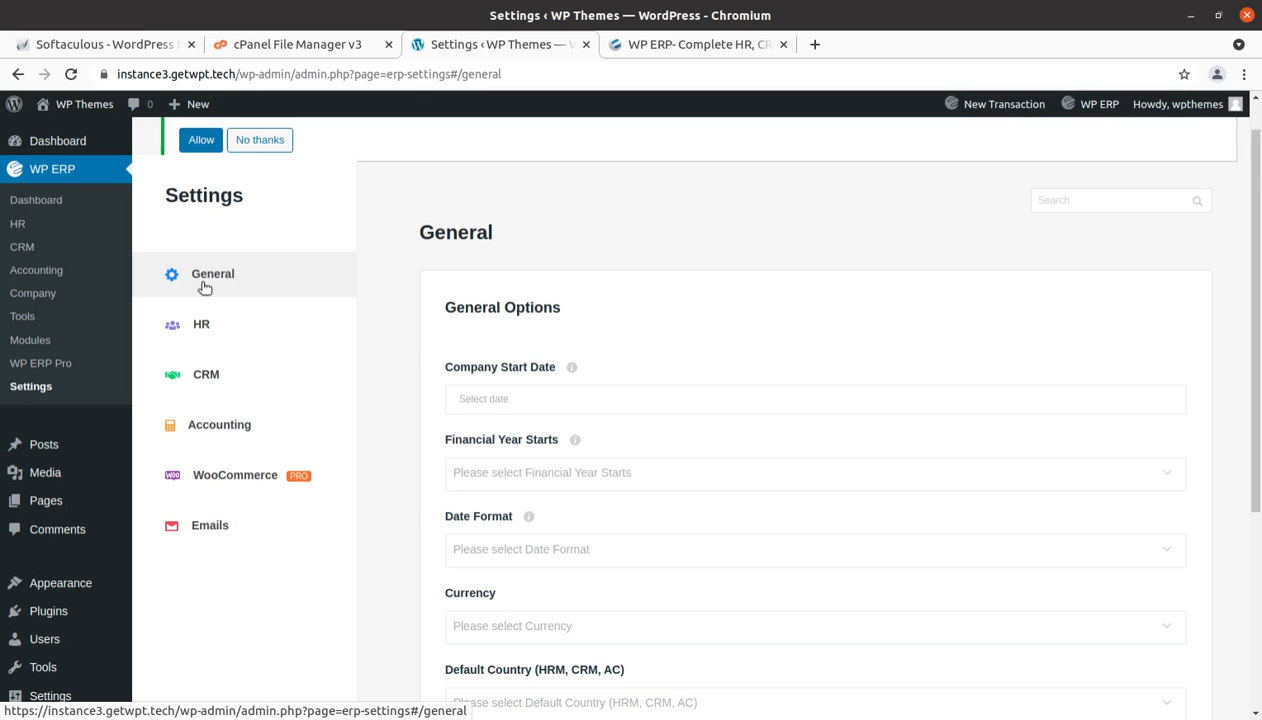 Settings ‹ WP Themes — WordPress - Chromium
Softaculous - WordPress
cPanel File Manager v3
Settings ‹ WP Themes —
WP ERP- Complete HR, CR
instance3.getwpt.tech/wp-admin/admin.php?page=erp-settings#/general
WP Themes
0
New
New Transaction
WP ERP
Howdy, wpthemes
Dashboard
WP ERP
Dashboard
HR
CRM
Accounting
Company
Tools
Modules
WP ERP Pro
Settings
Posts
Media
Pages
Comments
Appearance
Plugins
Users
Tools
Settings
Allow
No thanks
Settings
General
HR
CRM
Accounting
WooCommerce PRO
Emails
Search
General
General Options
Company Start Date
Select date
Financial Year Starts
Please select Financial Year Starts
Date Format
Please select Date Format
Currency
Please select Currency
Default Country (HRM, CRM, AC)
Please select Default Country (HRM, CRM, AC)
https://instance3.getwpt.tech/wp-admin/admin.php?page=erp-settings#/general